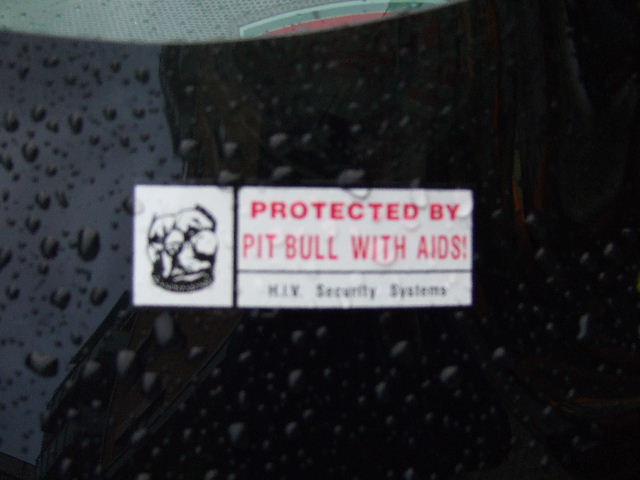 PROTECTED BY
PIT BULL WITH AIDS!
H.I.V. Security Systems